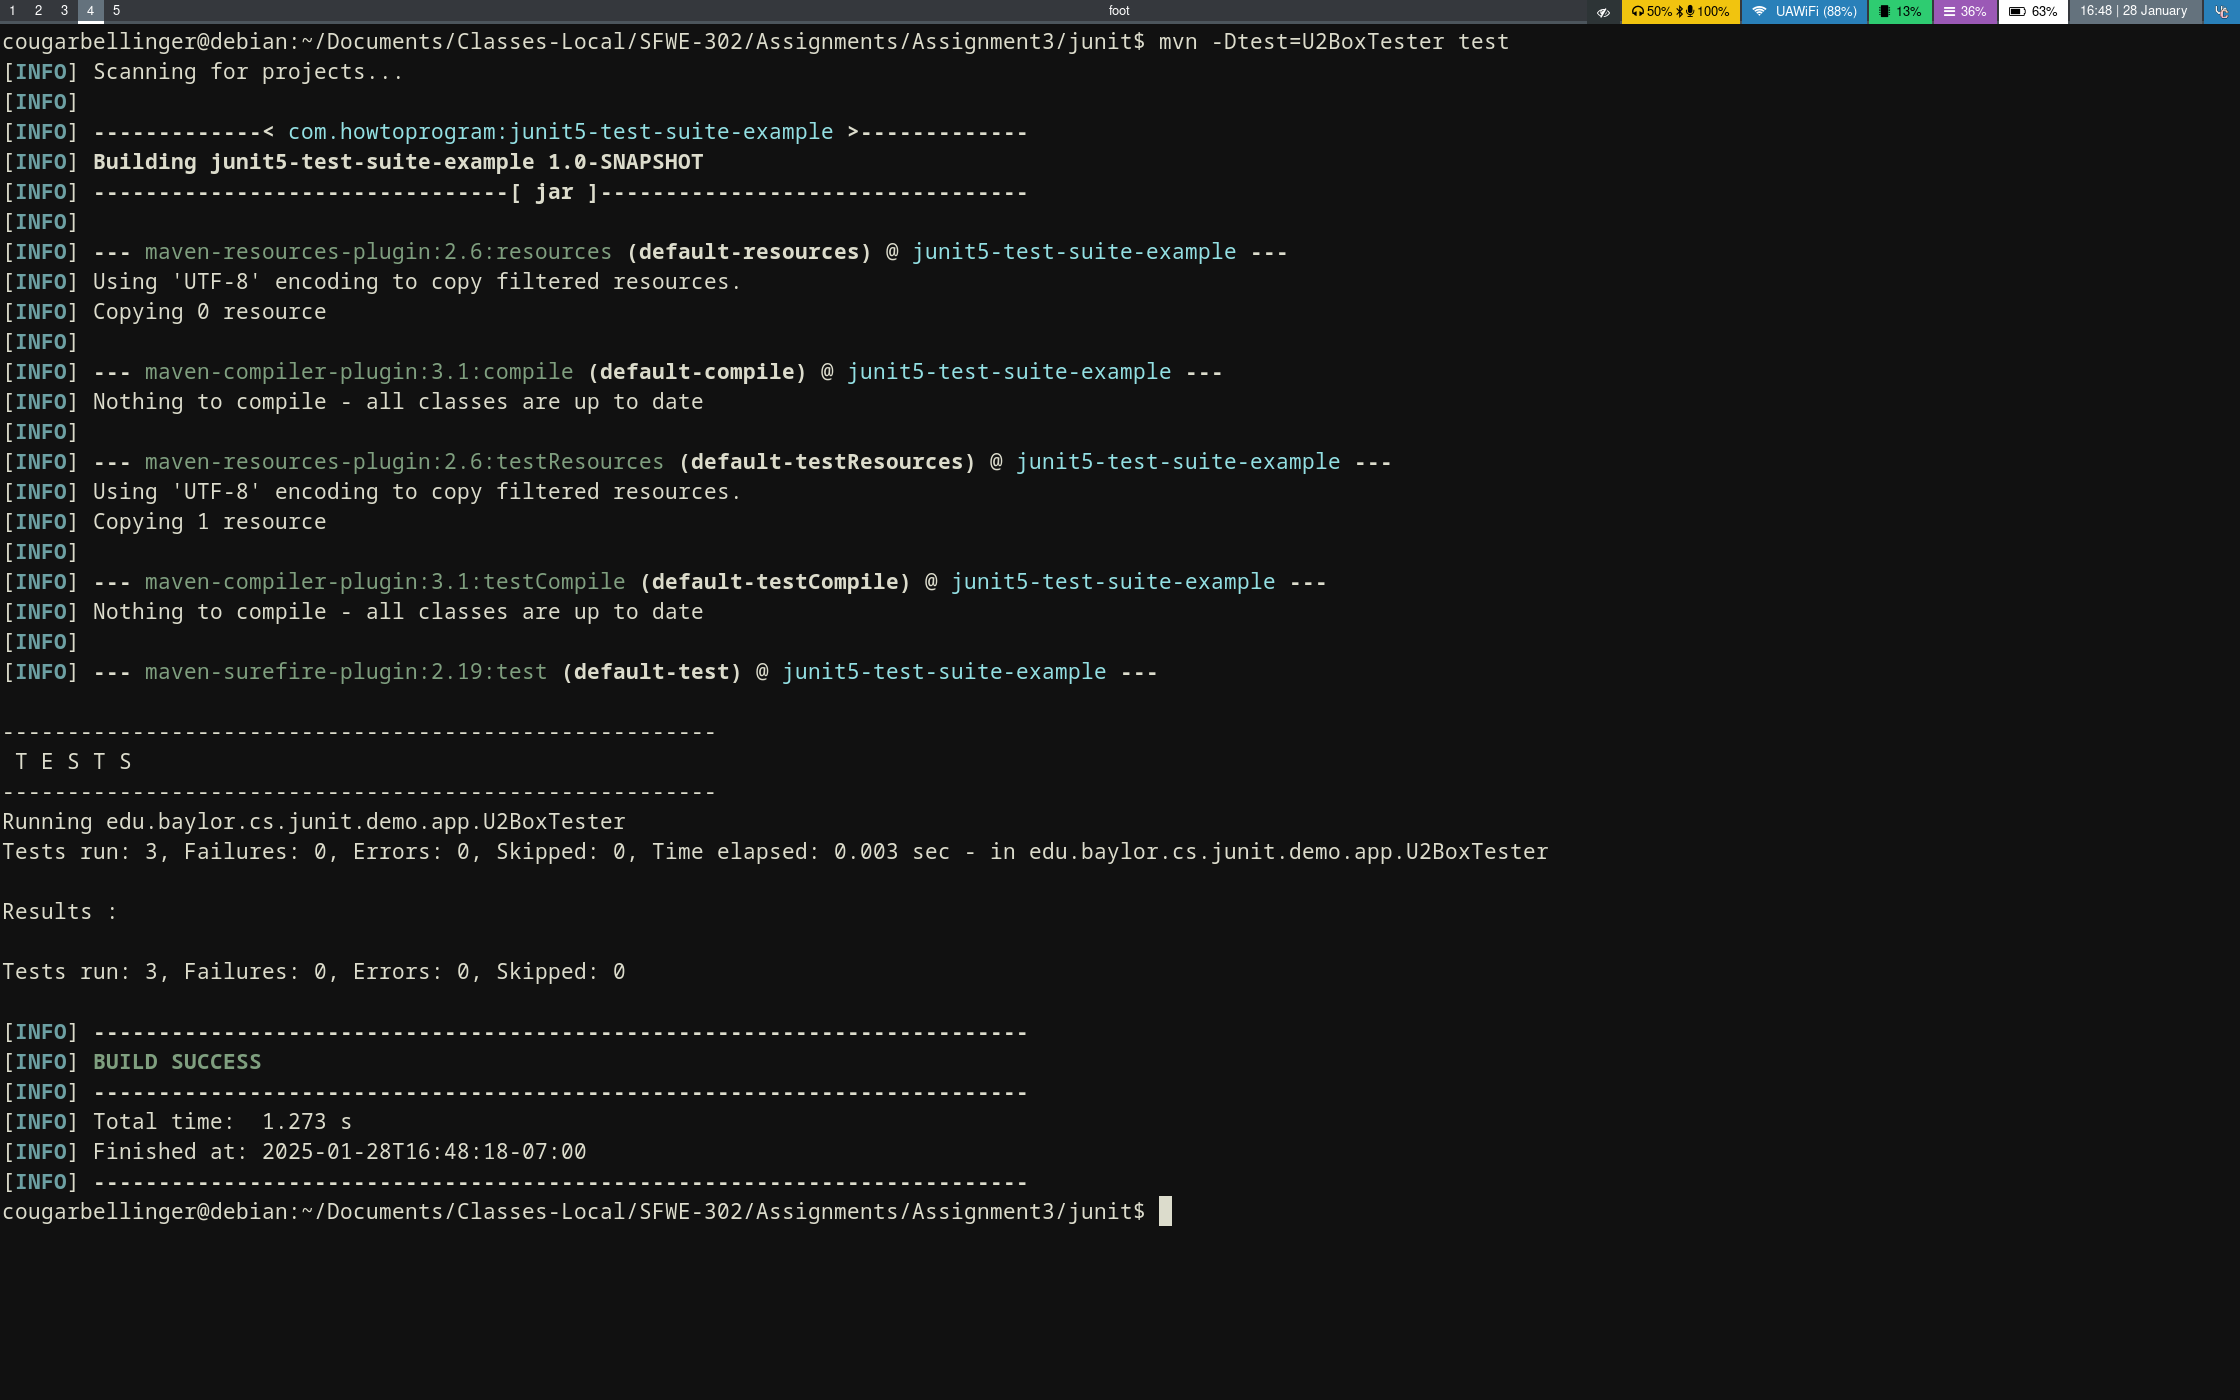 1 2 3 4 5 foot 50% 100% UAWiFi (88%) 13% 36% 63% 16:48 | 28 January
cougarbellinger@debian:~/Documents/Classes-Local/SFWE-302/Assignments/Assignment3/junit$ mvn -Dtest=U2BoxTester test
[INFO] Scanning for projects...
[INFO]
[INFO] -------------< com.howtoprogram:junit5-test-suite-example >-------------
[INFO] Building junit5-test-suite-example 1.0-SNAPSHOT
[INFO] --------------------------------[ jar ]---------------------------------
[INFO]
[INFO] --- maven-resources-plugin:2.6:resources (default-resources) @ junit5-test-suite-example ---
[INFO] Using 'UTF-8' encoding to copy filtered resources.
[INFO] Copying 0 resource
[INFO]
[INFO] --- maven-compiler-plugin:3.1:compile (default-compile) @ junit5-test-suite-example ---
[INFO] Nothing to compile - all classes are up to date
[INFO]
[INFO] --- maven-resources-plugin:2.6:testResources (default-testResources) @ junit5-test-suite-example ---
[INFO] Using 'UTF-8' encoding to copy filtered resources.
[INFO] Copying 1 resource
[INFO]
[INFO] --- maven-compiler-plugin:3.1:testCompile (default-testCompile) @ junit5-test-suite-example ---
[INFO] Nothing to compile - all classes are up to date
[INFO]
[INFO] --- maven-surefire-plugin:2.19:test (default-test) @ junit5-test-suite-example ---
-------------------------------------------------------
 T E S T S
-------------------------------------------------------
Running edu.baylor.cs.junit.demo.app.U2BoxTester
Tests run: 3, Failures: 0, Errors: 0, Skipped: 0, Time elapsed: 0.003 sec - in edu.baylor.cs.junit.demo.app.U2BoxTester
Results :
Tests run: 3, Failures: 0, Errors: 0, Skipped: 0
[INFO] ------------------------------------------------------------------------
[INFO] BUILD SUCCESS
[INFO] ------------------------------------------------------------------------
[INFO] Total time:  1.273 s
[INFO] Finished at: 2025-01-28T16:48:18-07:00
[INFO] ------------------------------------------------------------------------
cougarbellinger@debian:~/Documents/Classes-Local/SFWE-302/Assignments/Assignment3/junit$